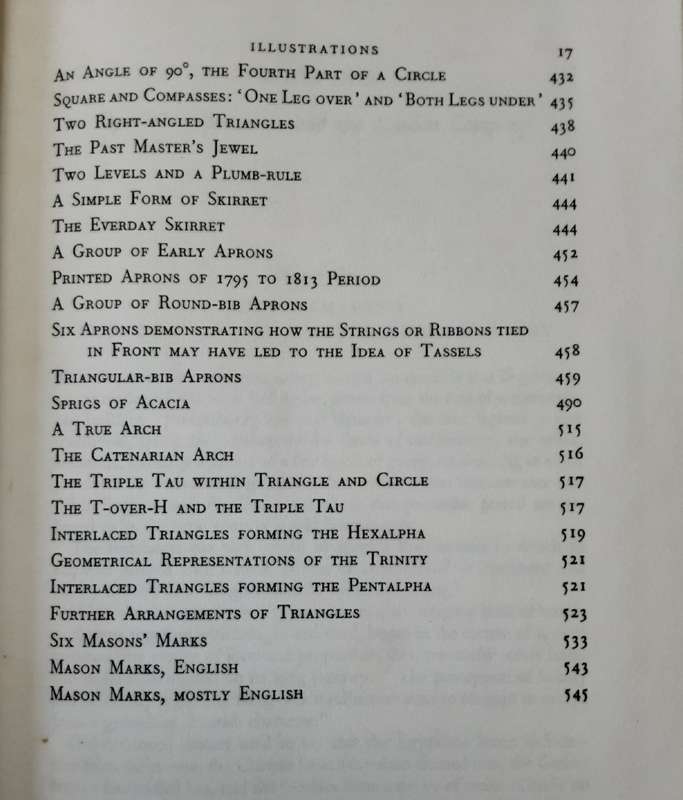 ILLUSTRATIONS 17
AN ANGLE OF 90°, THE FOURTH PART OF A CIRCLE 432
SQUARE AND COMPASSES: ‘ONE LEG OVER’ AND ‘BOTH LEGS UNDER’ 435
TWO RIGHT-ANGLED TRIANGLES 438
THE PAST MASTER’S JEWEL 440
TWO LEVELS AND A PLUMB-RULE 441
A SIMPLE FORM OF SKIRRET 444
THE EVERDAY SKIRRET 444
A GROUP OF EARLY APRONS 452
PRINTED APRONS OF 1795 TO 1813 PERIOD 454
A GROUP OF ROUND-BIB APRONS 457
SIX APRONS DEMONSTRATING HOW THE STRINGS OR RIBBONS TIED
IN FRONT MAY HAVE LED TO THE IDEA OF TASSELS 458
TRIANGULAR-BIB APRONS 459
SPRIGS OF ACACIA 490
A TRUE ARCH 515
THE CATENARIAN ARCH 516
THE TRIPLE TAU WITHIN TRIANGLE AND CIRCLE 517
THE T-OVER-H AND THE TRIPLE TAU 517
INTERLACED TRIANGLES FORMING THE HEXALPHA 519
GEOMETRICAL REPRESENTATIONS OF THE TRINITY 521
INTERLACED TRIANGLES FORMING THE PENTALPHA 521
FURTHER ARRANGEMENTS OF TRIANGLES 523
SIX MASONS’ MARKS 533
MASON MARKS, ENGLISH 543
MASON MARKS, MOSTLY ENGLISH 545